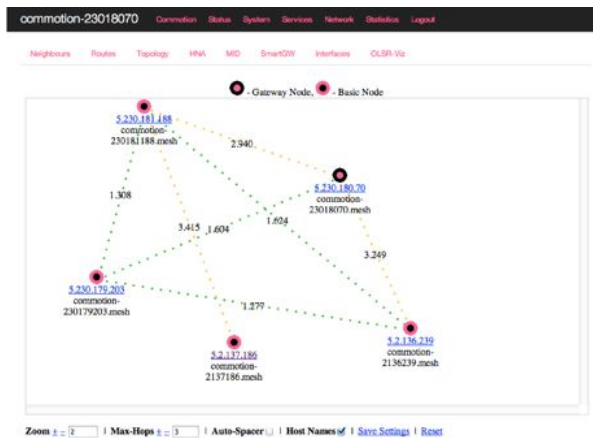 commotion-23018070 Commotion Status System Services Network Statistics Logout
Neighbours Routes Topology HNA MID SmartGW Interfaces OLSR-Viz
- Gateway Node, - Basic Node
5.230.181.188
commotion-
230181188.mesh
2.940
5.230.180.70
commotion-
23018070.mesh
1.308
3.415
1.604
1.624
3.249
5.230.179.203
commotion-
230179203.mesh
1.277
5.2.137.186
commotion-
2137186.mesh
5.2.136.239
commotion-
2136239.mesh
Zoom + – 2 | Max-Hops + – 3 | Auto-Spacer | Host Names | Save Settings | Reset